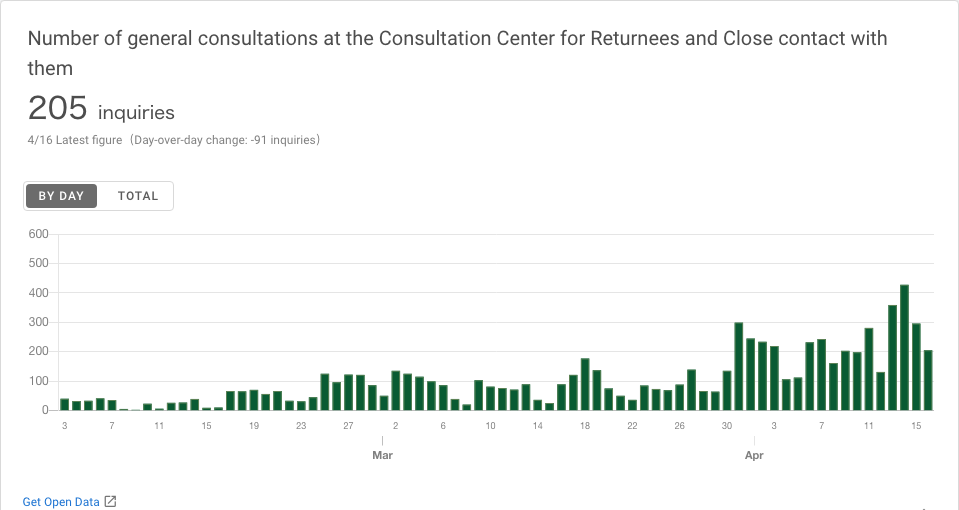 Number of general consultations at the Consultation Center for Returnees and Close contact with
them
205 inquiries
4/16 Latest figure（Day-over-day change: -91 inquiries）
BY DAY TOTAL
600
500
400
300
200
100
0
3 7 11 15 19 23 27 2 6 10 14 18 22 26 30 3 7 11 15
Mar Apr
Get Open Data